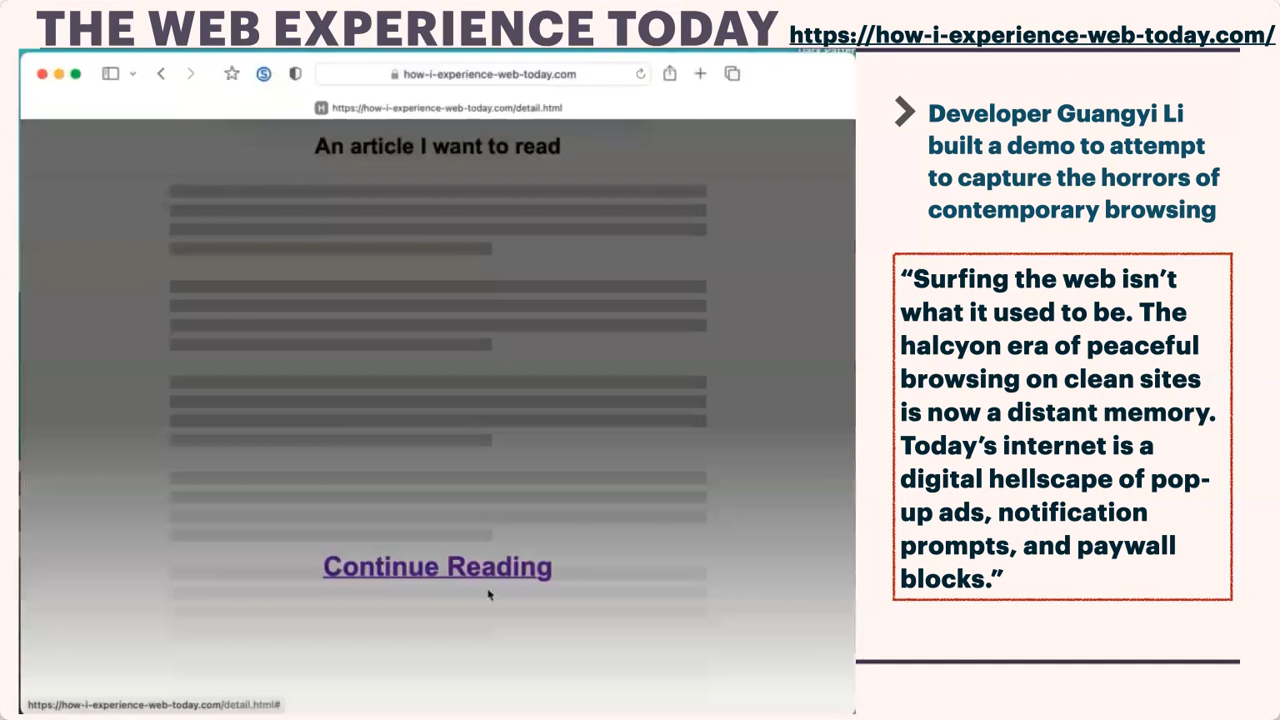 THE WEB EXPERIENCE TODAY https://how-i-experience-web-today.com/
how-i-experience-web-today.com
H https://how-i-experience-web-today.com/detail.html
An article I want to read
Continue Reading
https://how-i-experience-web-today.com/detail.html#
Developer Guangyi Li
built a demo to attempt
to capture the horrors of
contemporary browsing
“Surfing the web isn’t
what it used to be. The
halcyon era of peaceful
browsing on clean sites
is now a distant memory.
Today’s internet is a
digital hellscape of pop-
up ads, notification
prompts, and paywall
blocks.”